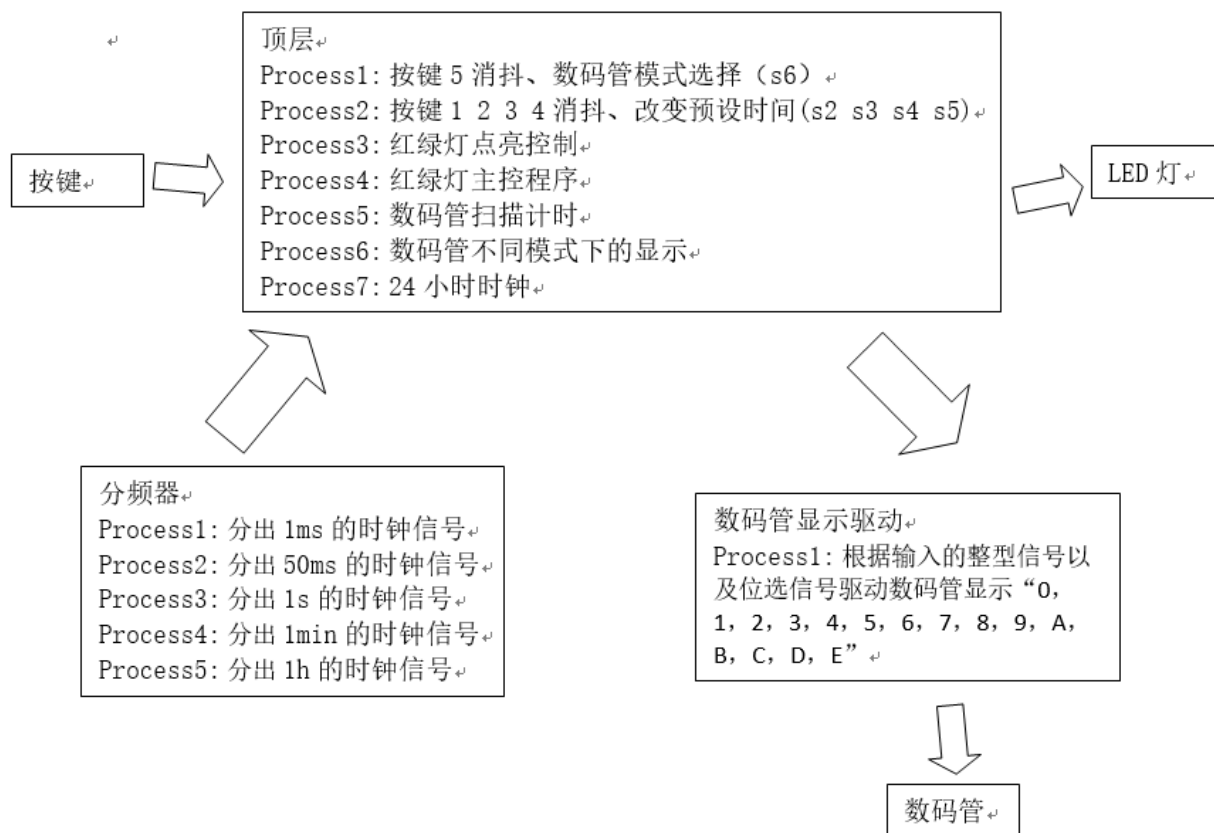 顶层
Process1: 按键 5 消抖、数码管模式选择（s6）
Process2: 按键 1 2 3 4 消抖、改变预设时间(s2 s3 s4 s5)
Process3: 红绿灯点亮控制
Process4: 红绿灯主控程序
Process5: 数码管扫描计时
Process6: 数码管不同模式下的显示
Process7: 24 小时时钟
按键
LED 灯
分频器
Process1: 分出 1ms 的时钟信号
Process2: 分出 50ms 的时钟信号
Process3: 分出 1s 的时钟信号
Process4: 分出 1min 的时钟信号
Process5: 分出 1h 的时钟信号
数码管显示驱动
Process1: 根据输入的整型信号以
及位选信号驱动数码管显示“0，
1，2，3，4，5，6，7，8，9，A，
B，C，D，E”
数码管